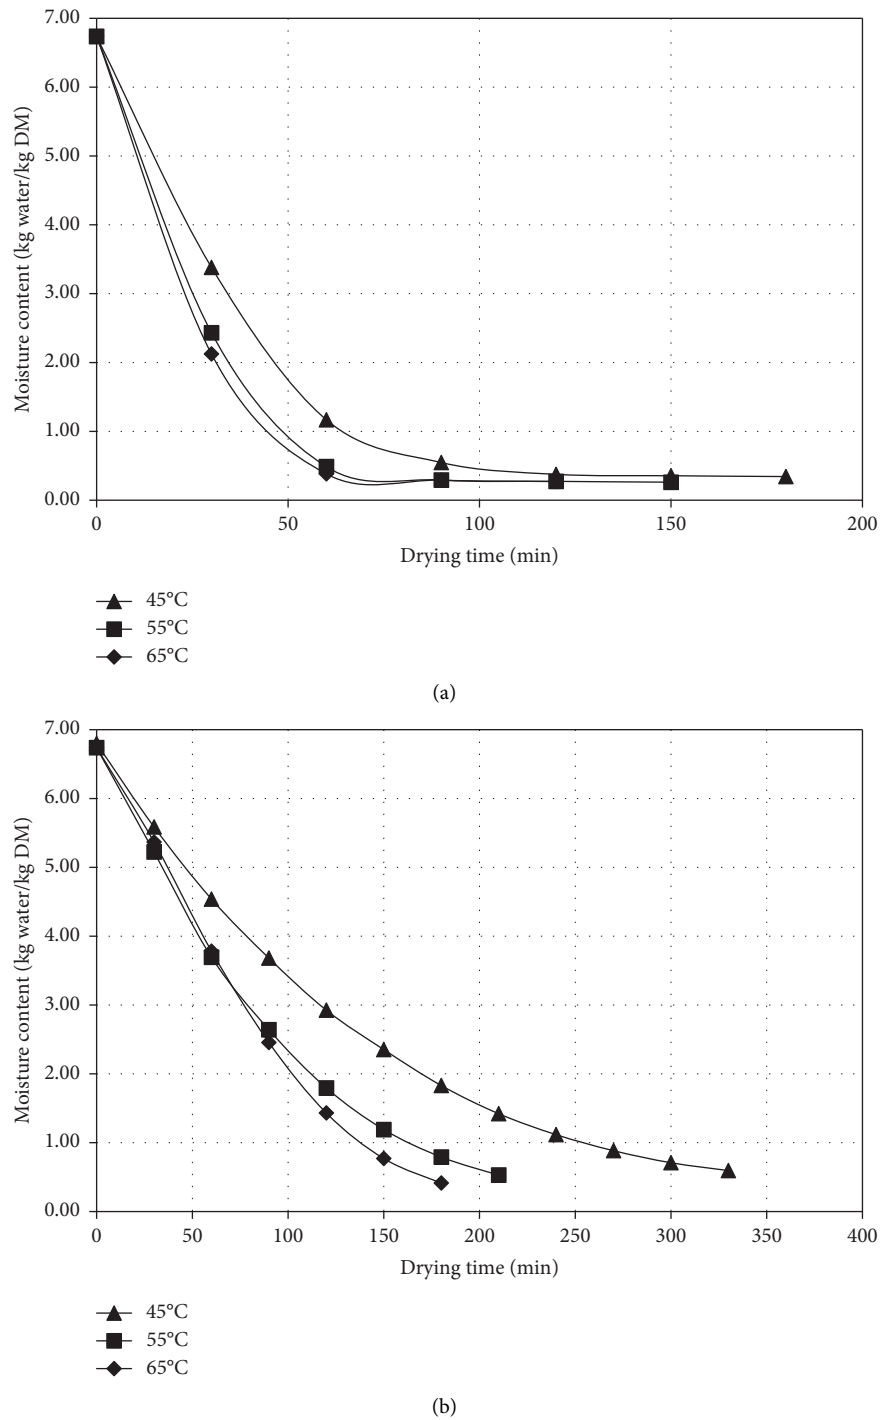 7.00
6.00
5.00
4.00
3.00
2.00
1.00
0.00
Moisture content (kg water/kg DM)
0 50 100 150 200
Drying time (min)
45°C
55°C
65°C
(a)
7.00
6.00
5.00
4.00
3.00
2.00
1.00
0.00
Moisture content (kg water/kg DM)
0 50 100 150 200 250 300 350 400
Drying time (min)
45°C
55°C
65°C
(b)